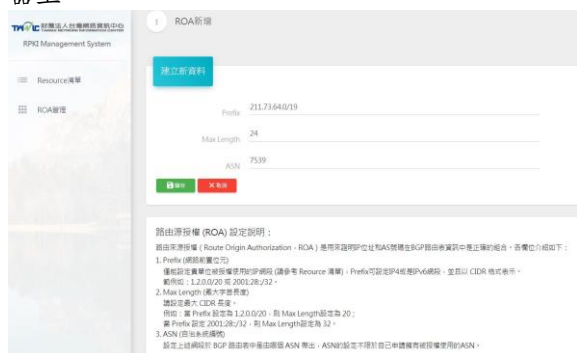 器上
TWNIC 財團法人台灣網路資訊中心
RPKI Management System
Resource清單
ROA管理
ROA新增
建立新資料
Prefix 211.73.64.0/19
Max Length 24
ASN 7539
儲存 取消
路由源授權 (ROA) 設定說明：
路由來源授權 ( Route Origin Authorization，ROA ) 是用來證明IP位址和AS號碼在BGP路由表資訊中是正確的組合。各欄位介紹如下：
1. Prefix (網路前置位元)
僅能設定貴單位被授權使用的IP網段 (請參考 Reource 清單)，Prefix可設定IPv4或是IPv6網段，並且以 CIDR 格式表示。
範例如：1.2.0.0/20 或 2001:28::/32。
2. Max Length (最大字首長度)
請設定最大 CIDR 長度。
例如：當 Prefix 設定為 1.2.0.0/20，則 Max Length設定為 20；
當 Prefix 設定 2001:28::/32，則 Max Length設定為 32。
3. ASN (自治系統編號)
設定上述網段於 BGP 路由表中是由哪個 ASN 帶出，ASN的設定不限於自己申請擁有被授權使用的ASN。